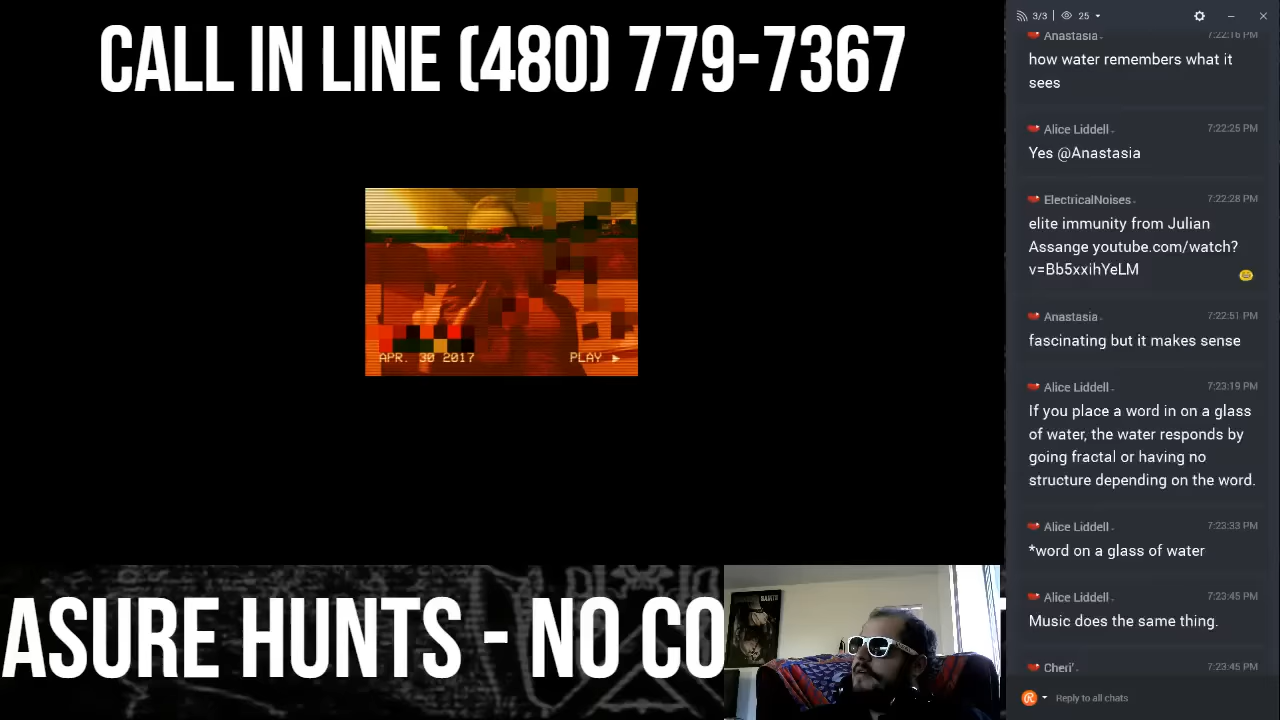 CALL IN LINE (480) 779-7367
APR. 30 2017
PLAY
ASURE HUNTS - NO CO
3/3
25
Anastasia
7:22:16 PM
how water remembers what it
sees
Alice Liddell
7:22:25 PM
Yes @Anastasia
ElectricalNoises
7:22:28 PM
elite immunity from Julian
Assange youtube.com/watch?
v=Bb5xxihYeLM
Anastasia
7:22:51 PM
fascinating but it makes sense
Alice Liddell
7:23:19 PM
If you place a word in on a glass
of water, the water responds by
going fractal or having no
structure depending on the word.
Alice Liddell
7:23:33 PM
*word on a glass of water
Alice Liddell
7:23:45 PM
Music does the same thing.
Cheri'
7:23:45 PM
Reply to all chats